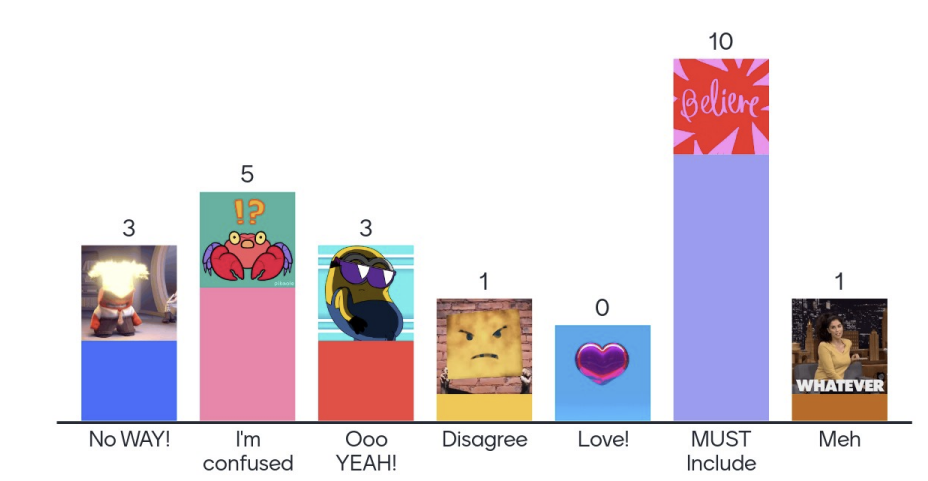 10
Believe
5
!?
3
3
1
0
1
WHATEVER
No WAY!
I'm
confused
Ooo
YEAH!
Disagree
Love!
MUST
Include
Meh